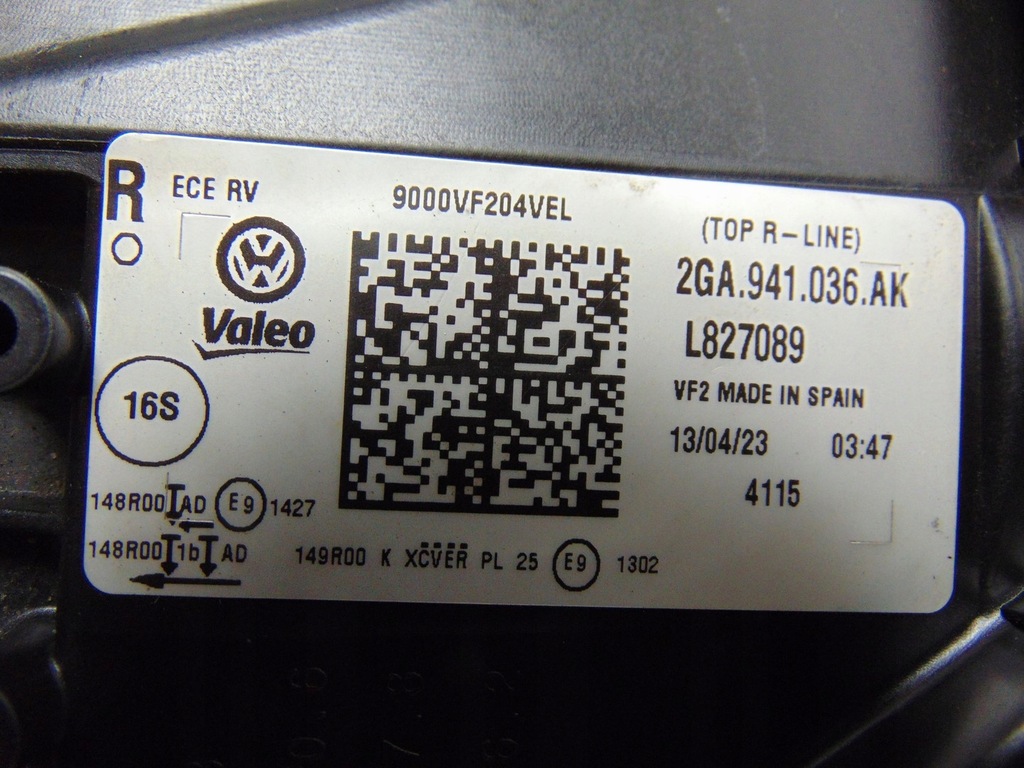 R
ECE RV
9000VF204VEL
(TOP R-LINE)
2GA.941.036.AK
L827089
VF2 MADE IN SPAIN
13/04/23 03:47
4115
VW
Valeo
16S
148R00 AD E9 1427
148R00 1b AD
149R00 K XCVER PL 25 E9 1302